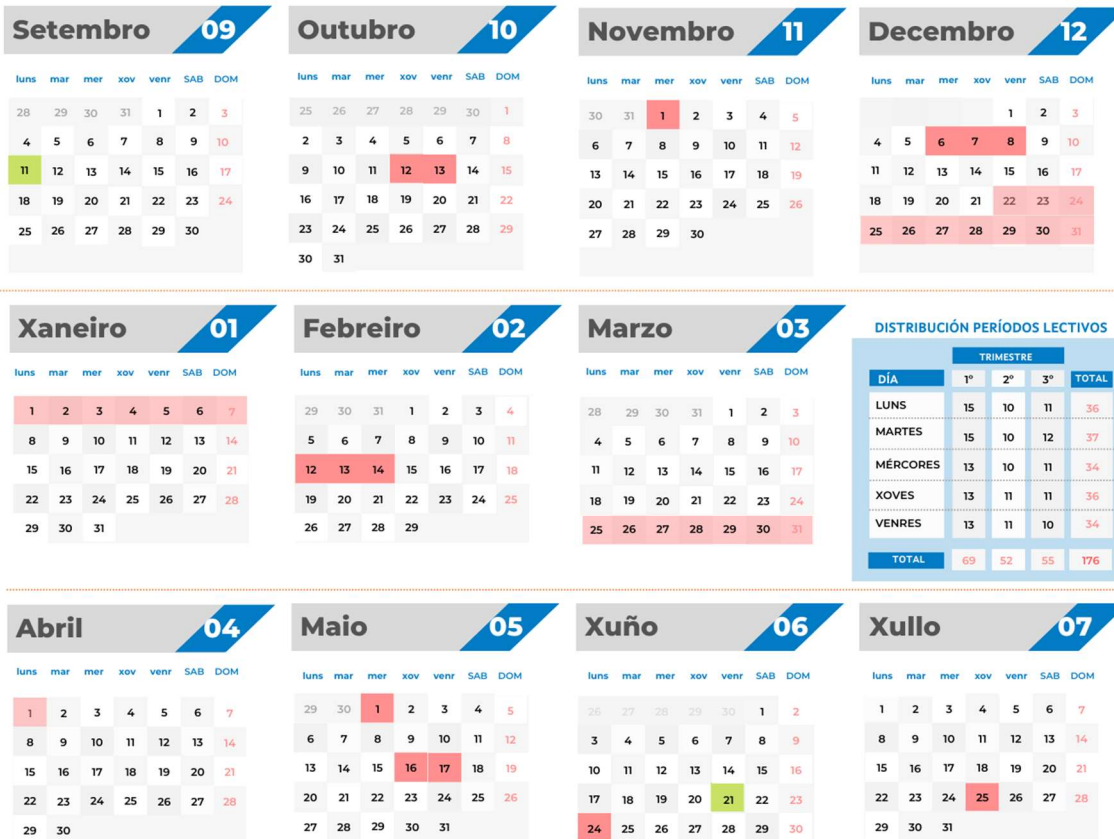 Setembro 09
luns mar mer xov venr SAB DOM
28 29 30 31 1 2 3
4 5 6 7 8 9 10
11 12 13 14 15 16 17
18 19 20 21 22 23 24
25 26 27 28 29 30
Outubro 10
luns mar mer xov venr SAB DOM
25 26 27 28 29 30 1
2 3 4 5 6 7 8
9 10 11 12 13 14 15
16 17 18 19 20 21 22
23 24 25 26 27 28 29
30 31
Novembro 11
luns mar mer xov venr SAB DOM
30 31 1 2 3 4 5
6 7 8 9 10 11 12
13 14 15 16 17 18 19
20 21 22 23 24 25 26
27 28 29 30
Decembro 12
luns mar mer xov venr SAB DOM
1 2 3
4 5 6 7 8 9 10
11 12 13 14 15 16 17
18 19 20 21 22 23 24
25 26 27 28 29 30 31
Xaneiro 01
luns mar mer xov venr SAB DOM
1 2 3 4 5 6 7
8 9 10 11 12 13 14
15 16 17 18 19 20 21
22 23 24 25 26 27 28
29 30 31
Febreiro 02
luns mar mer xov venr SAB DOM
29 30 31 1 2 3 4
5 6 7 8 9 10 11
12 13 14 15 16 17 18
19 20 21 22 23 24 25
26 27 28 29
Marzo 03
luns mar mer xov venr SAB DOM
28 29 30 31 1 2 3
4 5 6 7 8 9 10
11 12 13 14 15 16 17
18 19 20 21 22 23 24
25 26 27 28 29 30 31
DISTRIBUCIÓN PERÍODOS LECTIVOS
TRIMESTRE
DÍA 1º 2º 3º TOTAL
LUNS 15 10 11 36
MARTES 15 10 12 37
MÉRCORES 13 10 11 34
XOVES 13 11 11 36
VENRES 13 11 10 34
TOTAL 69 52 55 176
Abril 04
luns mar mer xov venr SAB DOM
1 2 3 4 5 6 7
8 9 10 11 12 13 14
15 16 17 18 19 20 21
22 23 24 25 26 27 28
29 30
Maio 05
luns mar mer xov venr SAB DOM
29 30 1 2 3 4 5
6 7 8 9 10 11 12
13 14 15 16 17 18 19
20 21 22 23 24 25 26
27 28 29 30 31
Xuño 06
luns mar mer xov venr SAB DOM
26 27 28 29 30 1 2
3 4 5 6 7 8 9
10 11 12 13 14 15 16
17 18 19 20 21 22 23
24 25 26 27 28 29 30
Xullo 07
luns mar mer xov venr SAB DOM
1 2 3 4 5 6 7
8 9 10 11 12 13 14
15 16 17 18 19 20 21
22 23 24 25 26 27 28
29 30 31